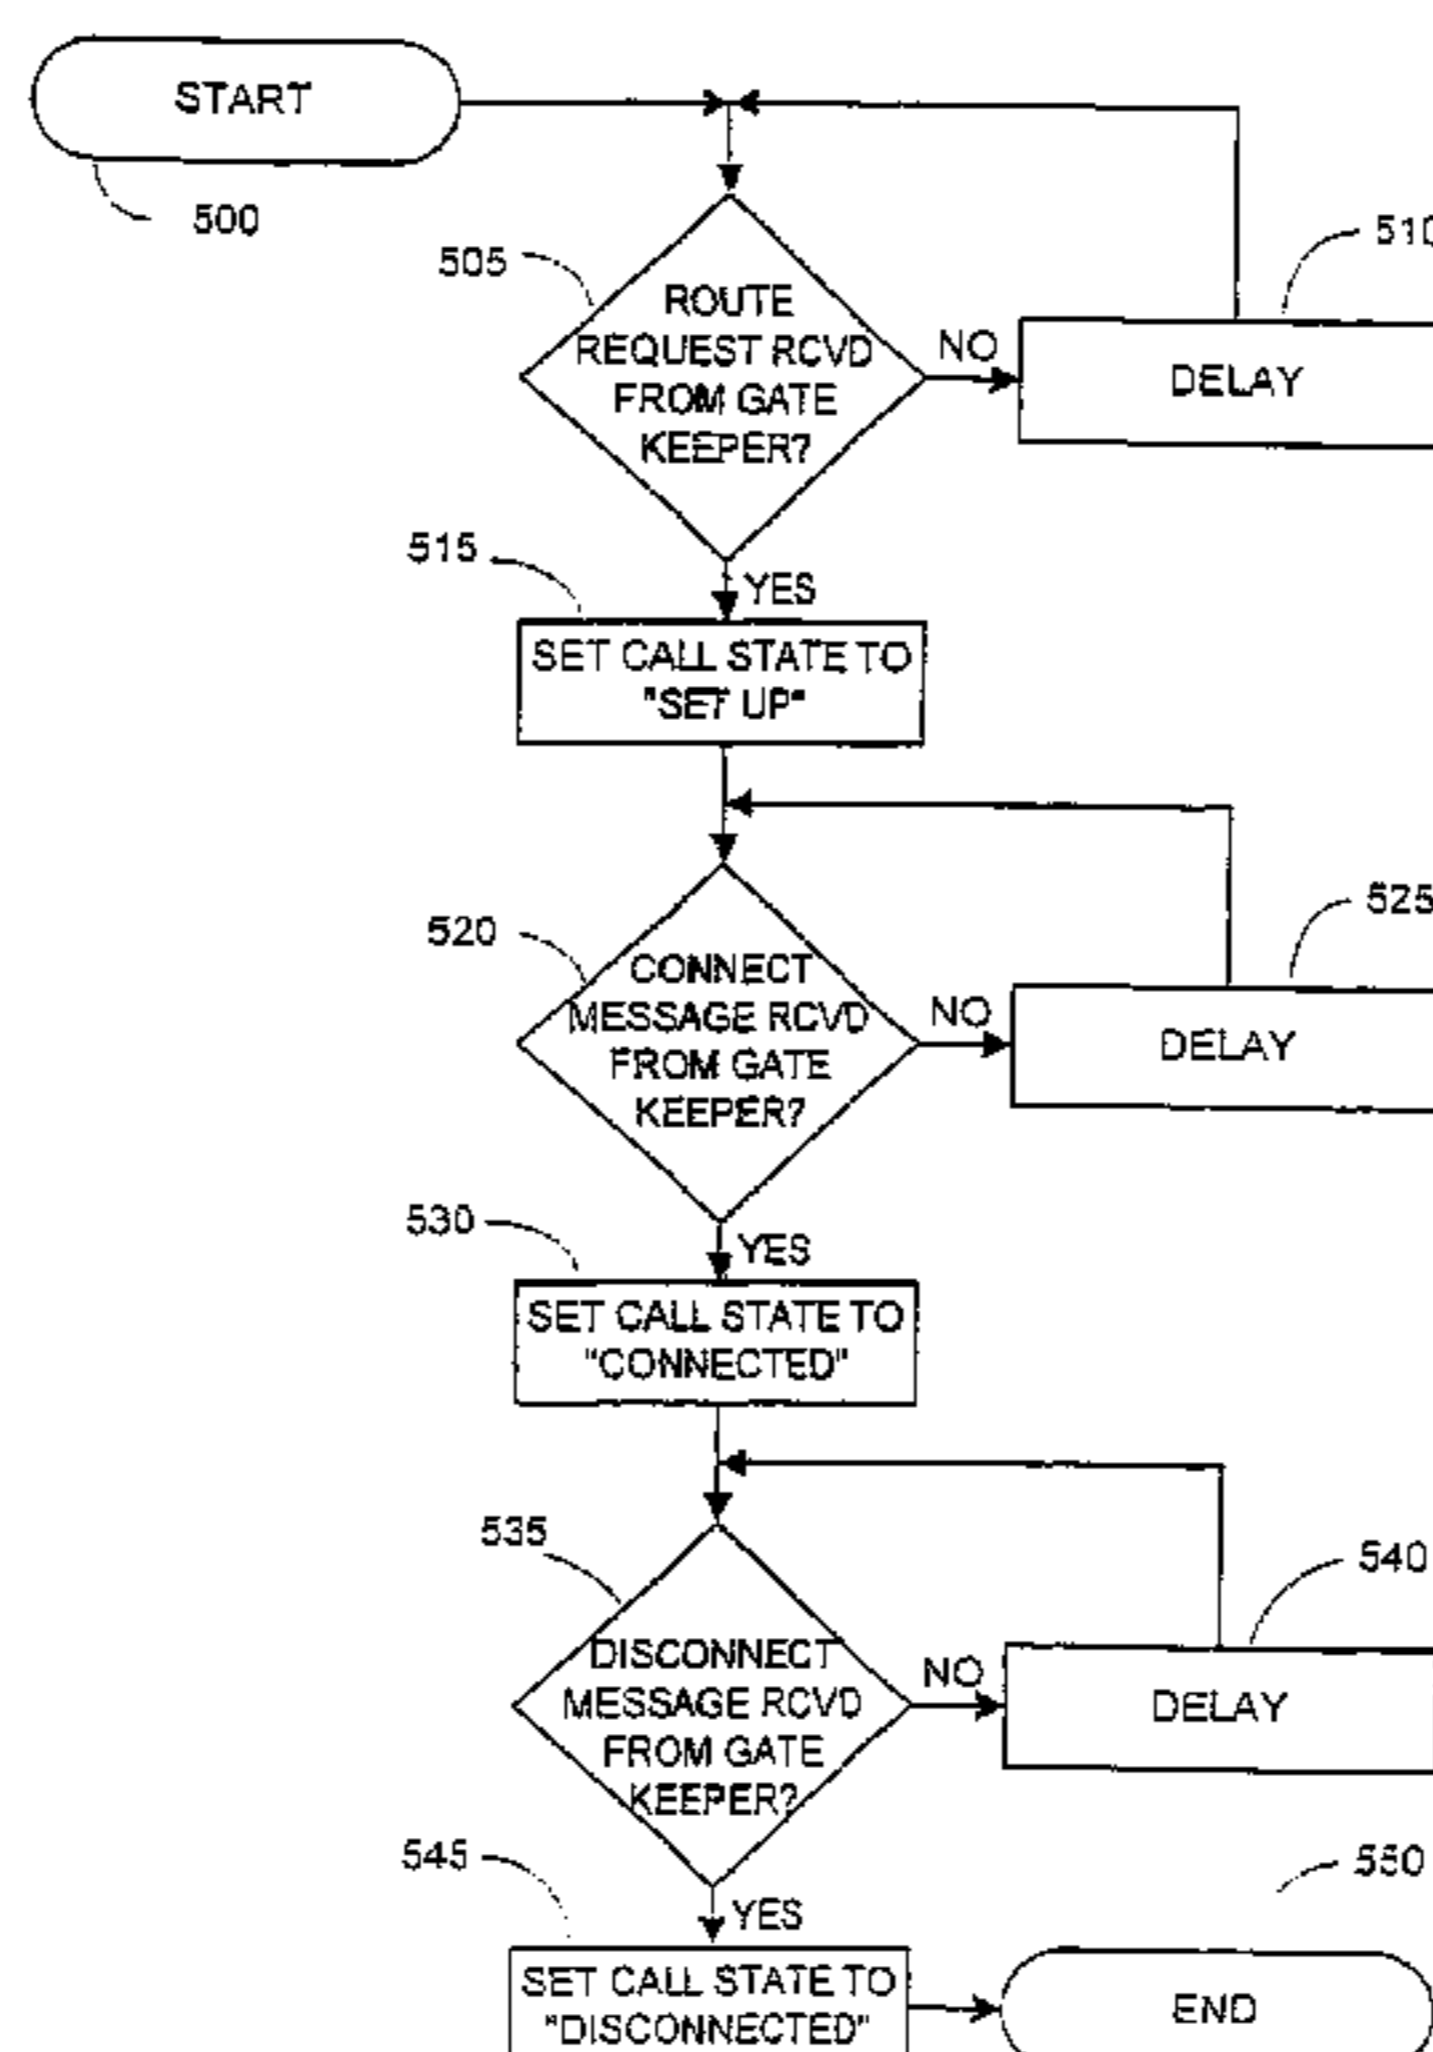 START
500
505
ROUTE
REQUEST RCVD
FROM GATE
KEEPER?
NO
510
DELAY
515
YES
SET CALL STATE TO
"SET UP"
520
CONNECT
MESSAGE RCVD
FROM GATE
KEEPER?
NO
525
DELAY
530
YES
SET CALL STATE TO
"CONNECTED"
535
DISCONNECT
MESSAGE RCVD
FROM GATE
KEEPER?
NO
540
DELAY
545
YES
550
SET CALL STATE TO
"DISCONNECTED"
END